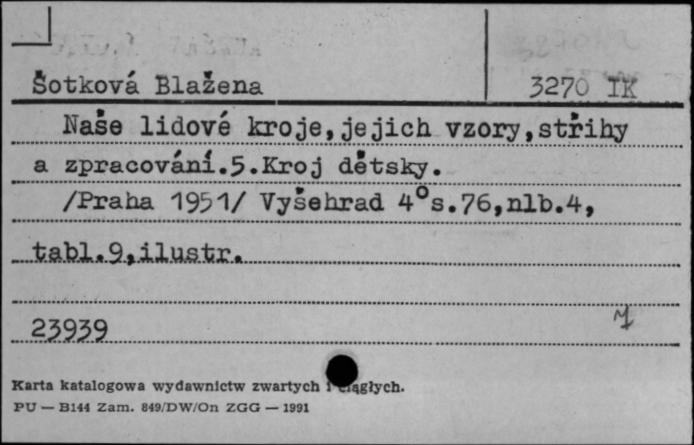 Šotková Blažena 3270 IK
Naše lidové kroje,jejich vzory,střihy
a zpracování.5.Kroj dětsky.
/Praha 1951/ Vyšehrad 4°s.76,nlb.4,
tabl.9,ilustr.
23939
Karta katalogowa wydawnictw zwartych i ciągłych.
PU — B144 Zam. 849/DW/On ZGG — 1991